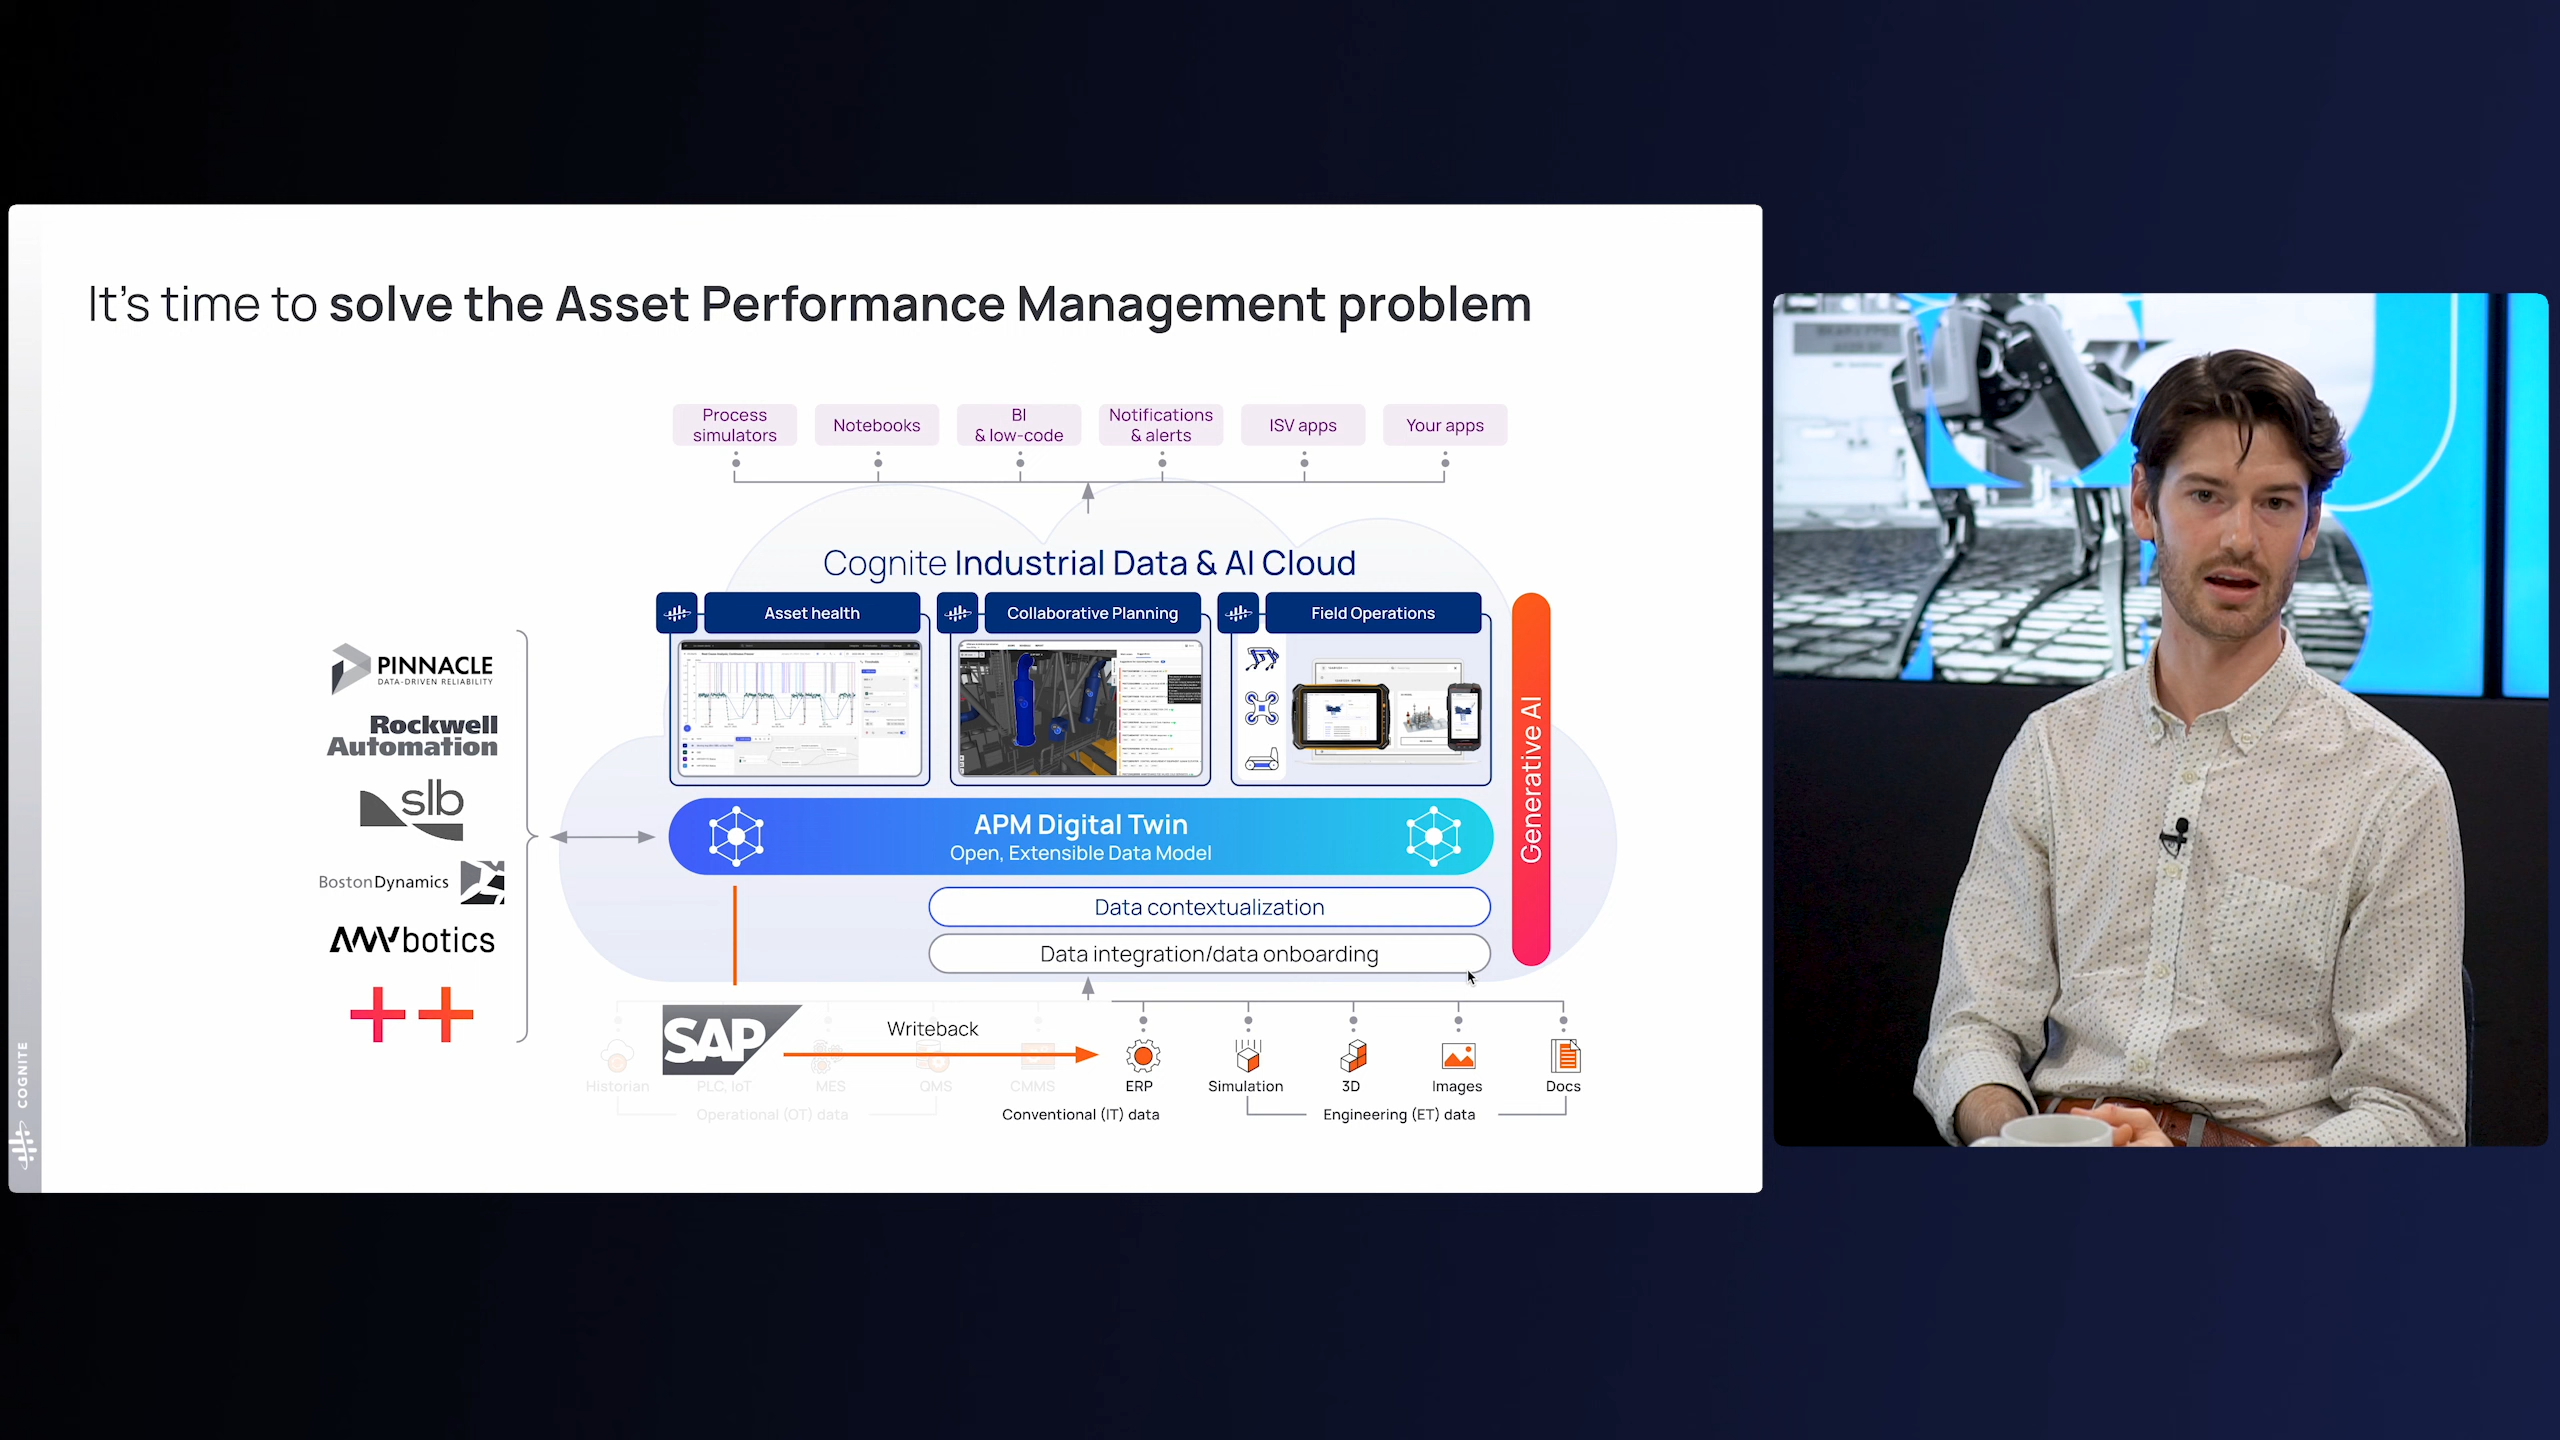 It's time to solve the Asset Performance Management problem
Process
simulators
Notebooks
BI
& low-code
Notifications
& alerts
ISV apps
Your apps
Cognite Industrial Data & AI Cloud
Asset health
Collaborative Planning
Field Operations
Generative AI
PINNACLE
DATA-DRIVEN RELIABILITY
Rockwell
Automation
slb
BostonDynamics
ANYbotics
APM Digital Twin
Open, Extensible Data Model
Data contextualization
Data integration/data onboarding
SAP
Writeback
Historian
PLC, IoT
MES
QMS
CMMS
ERP
Simulation
3D
Images
Docs
Operational (OT) data
Conventional (IT) data
Engineering (ET) data
COGNITE